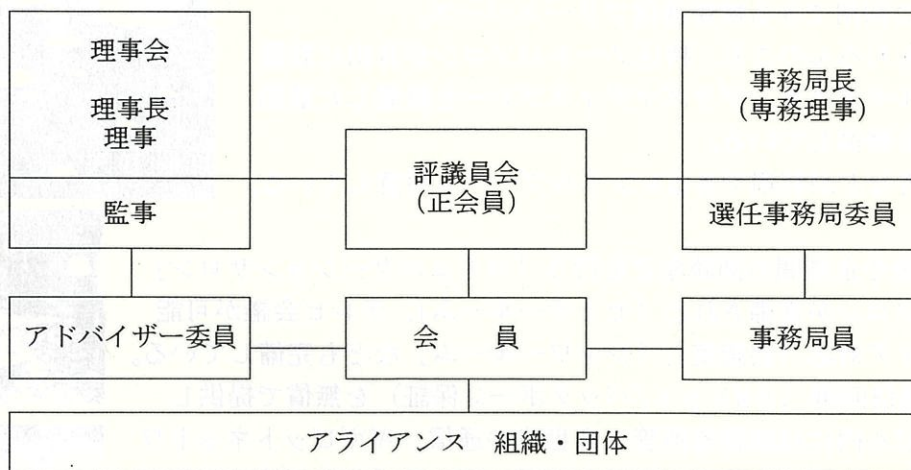 理事会
理事長
理事
監事
評議員会
(正会員)
事務局長
(専務理事)
選任事務局委員
アドバイザー委員
会　　員
事務局員
アライアンス　組織・団体